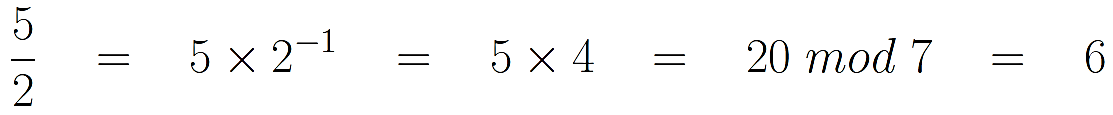 5/2 = 5 × 2⁻¹ = 5 × 4 = 20 mod 7 = 6